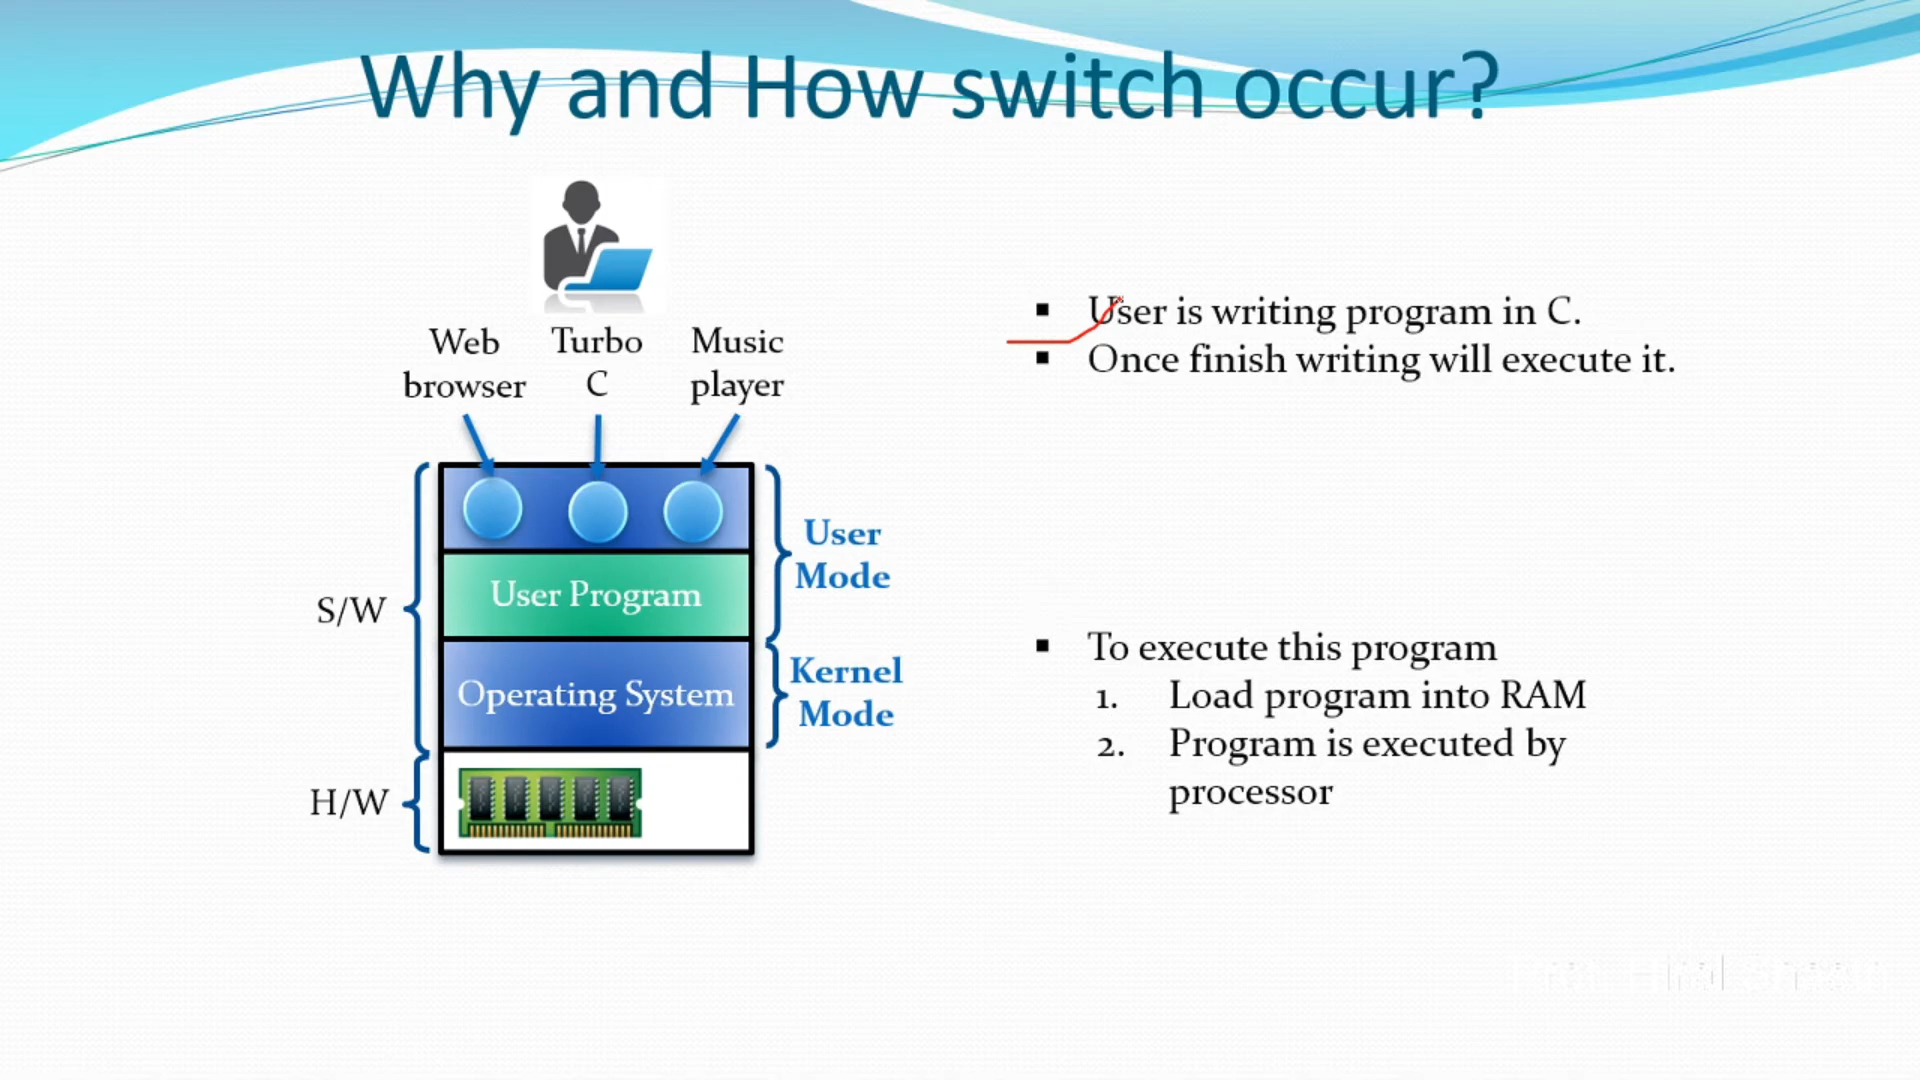 Why and How switch occur?
Web browser
Turbo C
Music player
User Mode
User Program
S/W
Operating System
Kernel Mode
H/W
▪ User is writing program in C.
▪ Once finish writing will execute it.
▪ To execute this program
1. Load program into RAM
2. Program is executed by
processor